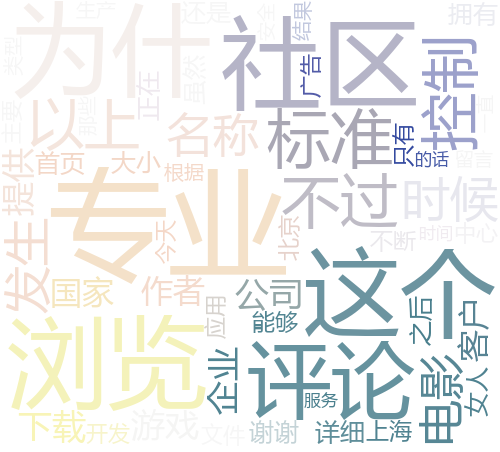 生产
还是
安全
结果
拥有
为什
社区
类型
虽然
正在
广告
控制
以上
名称
标准
主要
只有
一直
的话
留言
首页
大小
根据
提供
专业
不过
时候
今天
北京
不断
时间
中心
发生
国家
作者
公司
这个
应用
能够
之后
客户
浏览
企业
评论
电影
女人
服务
下载
开发
游戏
文件
谢谢
详细
上海